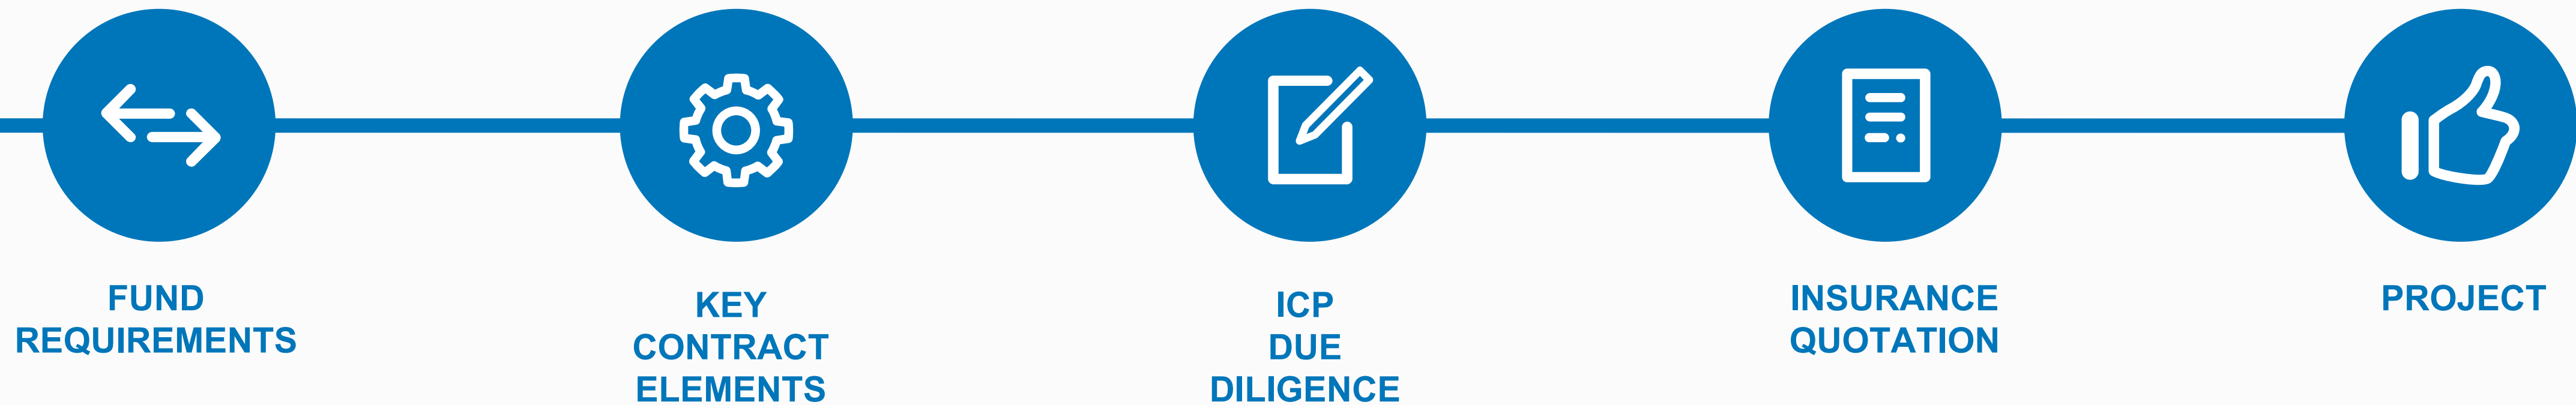 FUND
REQUIREMENTS
KEY
CONTRACT
ELEMENTS
ICP
DUE
DILIGENCE
INSURANCE
QUOTATION
PROJECT